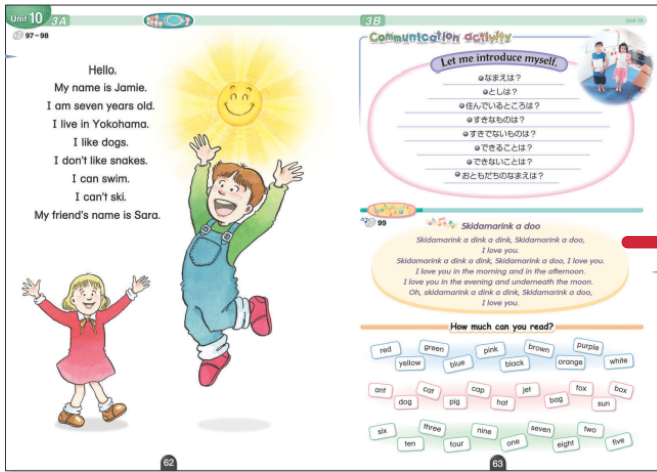 Unit 10 3A
97-98
Hello.
My name is Jamie.
I am seven years old.
I live in Yokohama.
I like dogs.
I don't like snakes.
I can swim.
I can't ski.
My friend's name is Sara.
62
3B
Unit 10
Communication activity
Let me introduce myself.
なまえは？
としは？
住んでいるところは？
すきなものは？
すきでないものは？
できることは？
できないことは？
おともだちのなまえは？
99
Skidamarink a doo
Skidamarink a dink a dink, Skidamarink a doo,
I love you.
Skidamarink a dink a dink, Skidamarink a doo, I love you.
I love you in the morning and in the afternoon.
I love you in the evening and underneath the moon.
Oh, skidamarink a dink a dink, Skidamarink a doo,
I love you.
How much can you read?
red green pink brown purple
yellow blue black orange white
ant cat cap jet fox box
dog pig hat bag sun
six three nine seven two
ten four one eight five
63